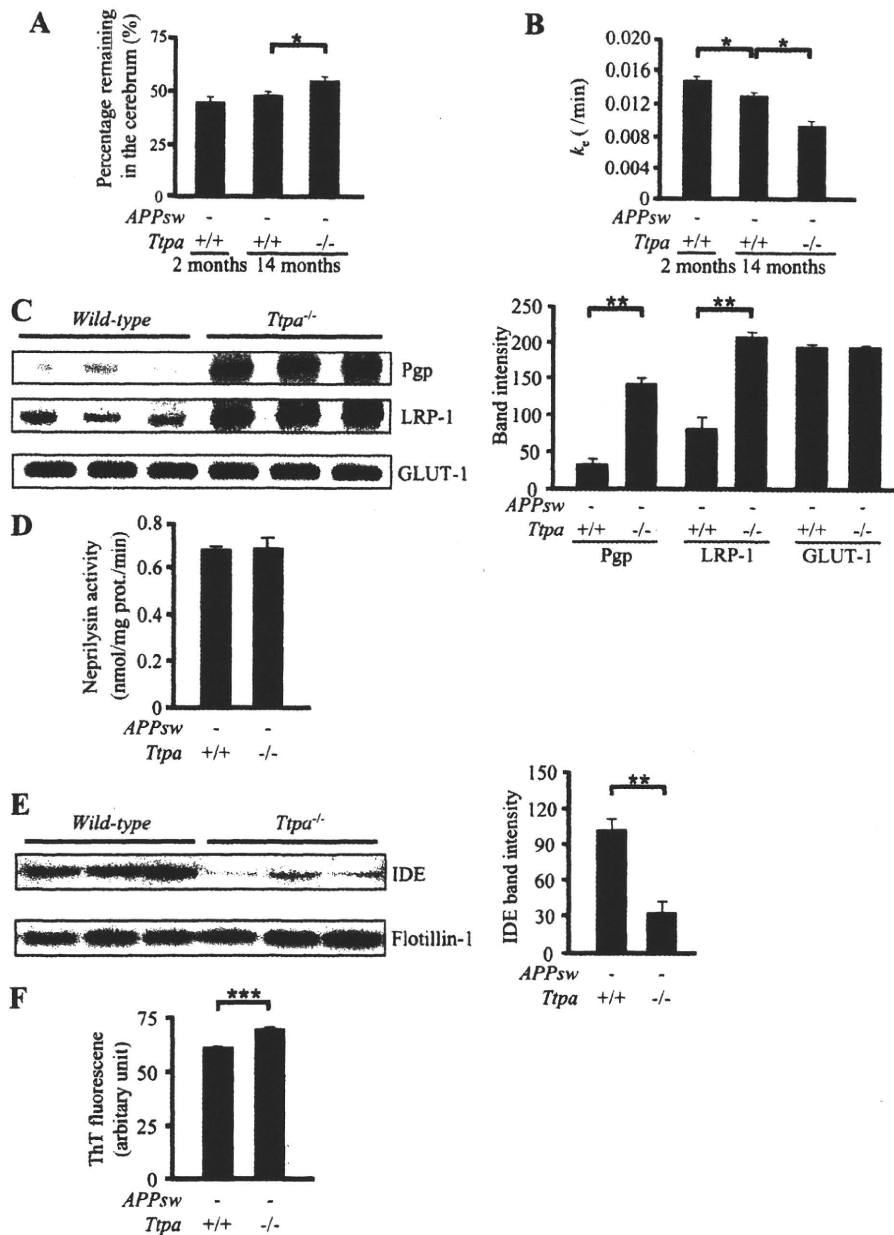 A
Percentage remaining
in the cerebrum (%)
75
50
25
0
*
APPsw - - -
Ttpa +/+ +/+ -/-
2 months 14 months
B
ke ( /min)
0.020
0.016
0.012
0.008
0.004
0
* *
APPsw - - -
Ttpa +/+ +/+ -/-
2 months 14 months
C
Wild-type Ttpa-/-
Pgp
LRP-1
GLUT-1
Band intensity
250
200
150
100
50
0
** **
APPsw - - - - - -
Ttpa +/+ -/- +/+ -/- +/+ -/-
Pgp LRP-1 GLUT-1
D
Neprilysin activity
(nmol/mg prot./min)
0.8
0.6
0.4
0.2
0
APPsw - -
Ttpa +/+ -/-
E
Wild-type Ttpa-/-
IDE
Flotillin-1
IDE band intensity
150
120
90
60
30
0
**
APPsw - -
Ttpa +/+ -/-
F
ThT fluorescene
(arbitary unit)
75
50
25
0
***
APPsw - -
Ttpa +/+ -/-